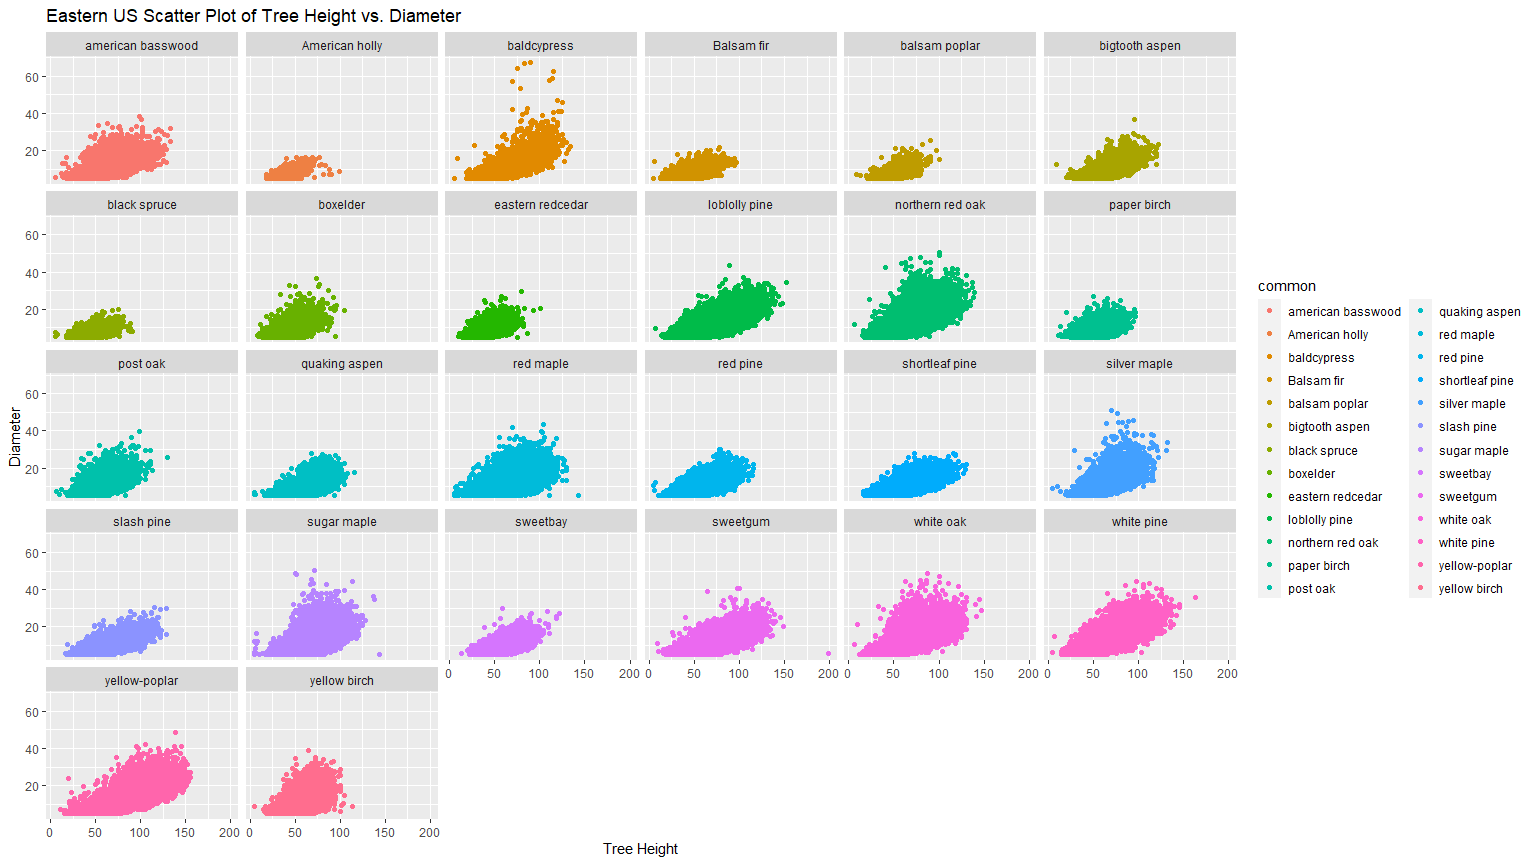 Eastern US Scatter Plot of Tree Height vs. Diameter
american basswood American holly baldcypress Balsam fir balsam poplar bigtooth aspen
60
40
20
black spruce boxelder eastern redcedar loblolly pine northern red oak paper birch
60
40
20
post oak quaking aspen red maple red pine shortleaf pine silver maple
60
40
20
slash pine sugar maple sweetbay sweetgum white oak white pine
60
40
20
0 50 100 150 200 0 50 100 150 200 0 50 100 150 200 0 50 100 150 200
yellow-poplar yellow birch
60
40
20
0 50 100 150 200 0 50 100 150 200
Tree Height
Diameter
common
american basswood
American holly
baldcypress
Balsam fir
balsam poplar
bigtooth aspen
black spruce
boxelder
eastern redcedar
loblolly pine
northern red oak
paper birch
post oak
quaking aspen
red maple
red pine
shortleaf pine
silver maple
slash pine
sugar maple
sweetbay
sweetgum
white oak
white pine
yellow-poplar
yellow birch